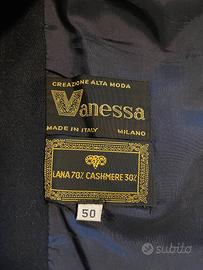 CREAZIONE ALTA MODA
Vanessa
MADE IN ITALY MILANO
LANA 70% CASHMERE 30%
50
subito